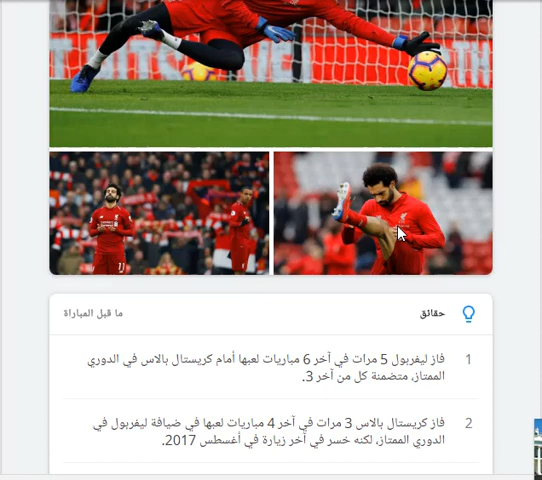 حقائق
ما قبل المباراة
1
فاز ليفربول 5 مرات في آخر 6 مباريات لعبها أمام كريستال بالاس في الدوري
الممتاز، متضمنة كل من آخر 3.
2
فاز كريستال بالاس 3 مرات في آخر 4 مباريات لعبها في ضيافة ليفربول في
الدوري الممتاز، لكنه خسر في آخر زيارة في أغسطس 2017.